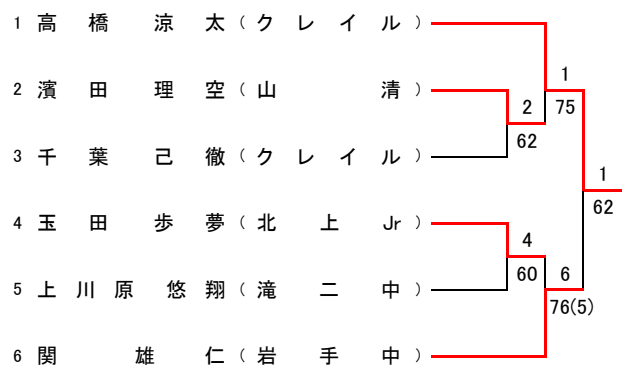 1 高橋涼太(クレイル)
1
2 濱田理空(山清)
2 75
62
3 千葉己徹(クレイル)
1
62
4 玉田歩夢(北上Jr)
4
60 6
5 上川原悠翔(滝二中)
76(5)
6 関雄仁(岩手中)